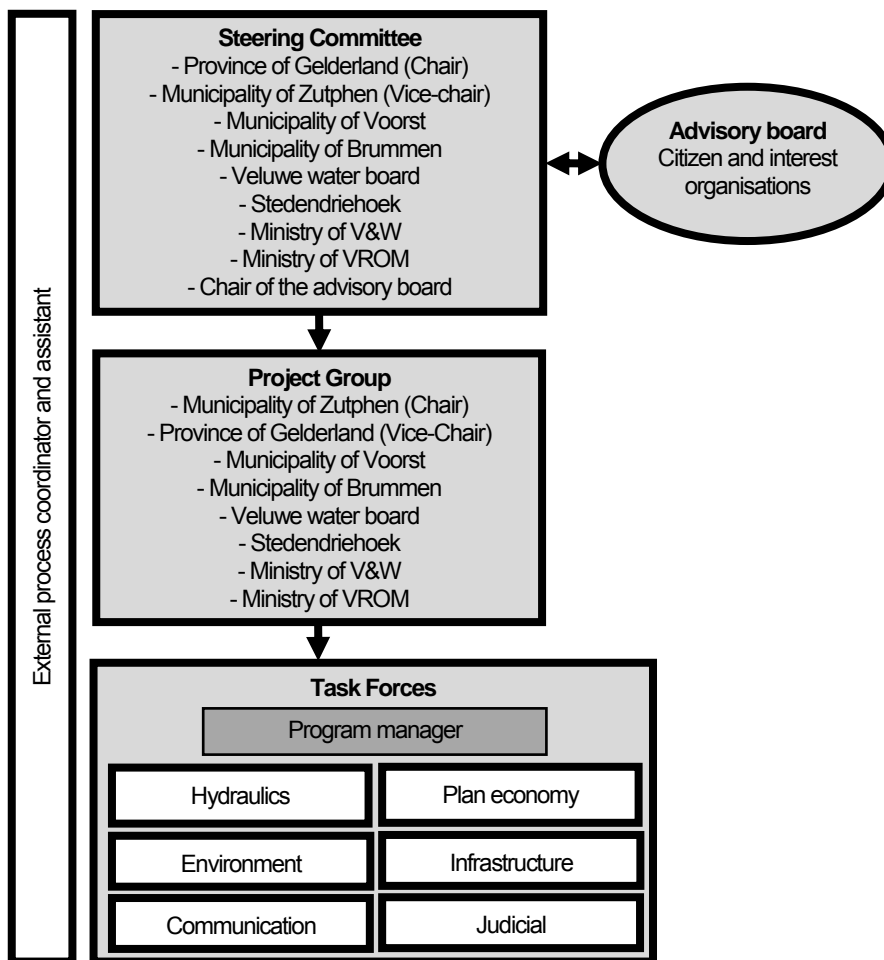 External process coordinator and assistant
Steering Committee
- Province of Gelderland (Chair)
- Municipality of Zutphen (Vice-chair)
- Municipality of Voorst
- Municipality of Brummen
- Veluwe water board
- Stedendriehoek
- Ministry of V&W
- Ministry of VROM
- Chair of the advisory board
Advisory board
Citizen and interest
organisations
Project Group
- Municipality of Zutphen (Chair)
- Province of Gelderland (Vice-Chair)
- Municipality of Voorst
- Municipality of Brummen
- Veluwe water board
- Stedendriehoek
- Ministry of V&W
- Ministry of VROM
Task Forces
Program manager
Hydraulics
Plan economy
Environment
Infrastructure
Communication
Judicial